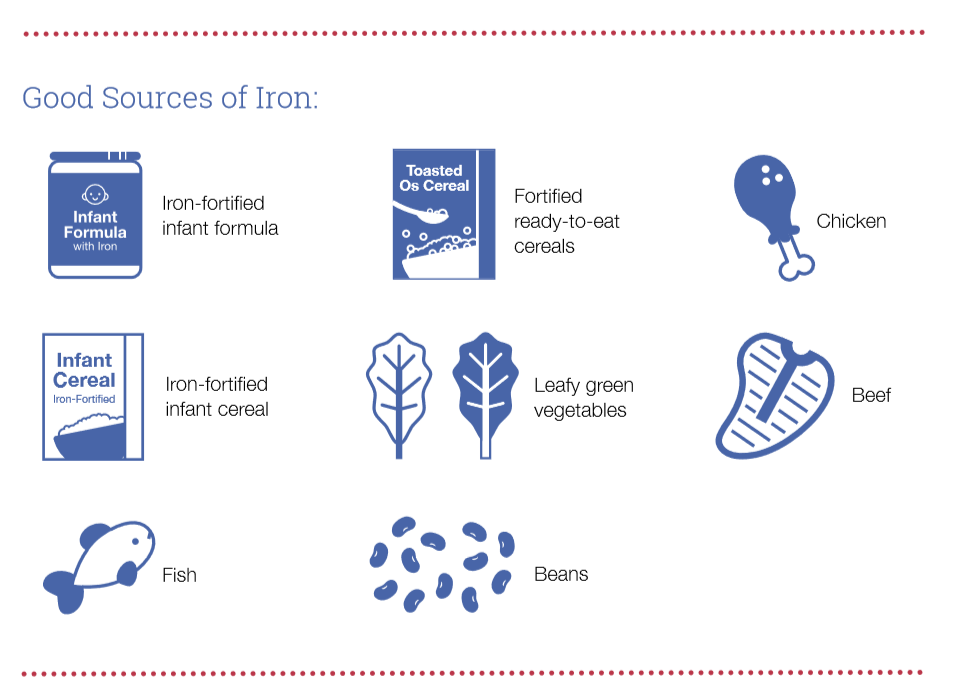 Good Sources of Iron:
Infant
Formula
with Iron
Iron-fortified
infant formula
Toasted
Os Cereal
Fortified
ready-to-eat
cereals
Chicken
Infant
Cereal
Iron-Fortified
Iron-fortified
infant cereal
Leafy green
vegetables
Beef
Fish
Beans